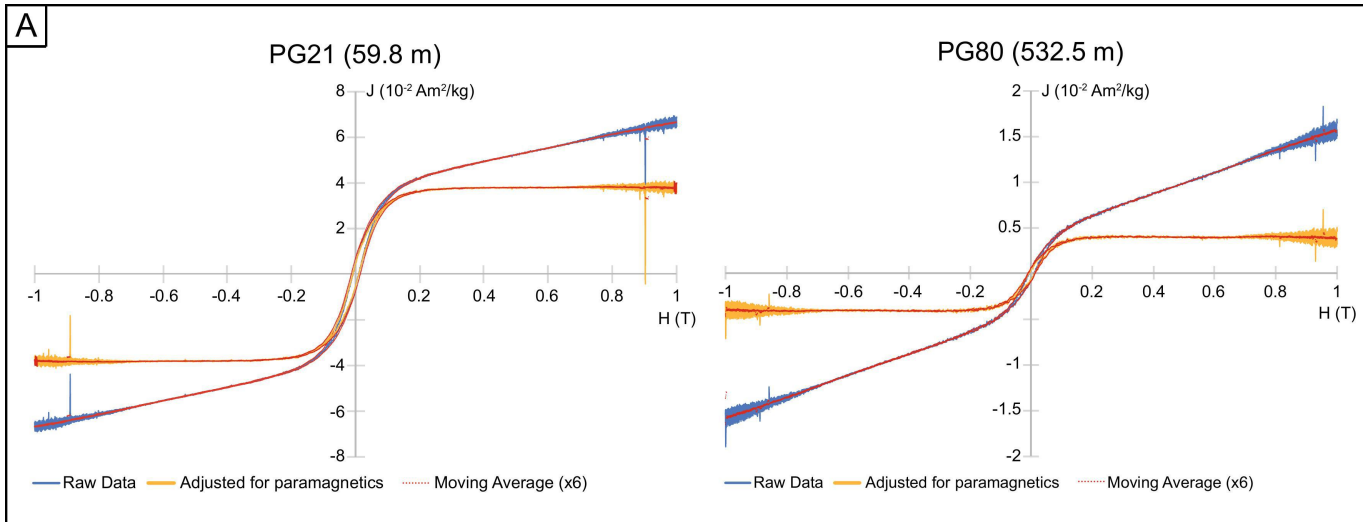 A
PG21 (59.8 m)
J (10⁻² Am²/kg)
8
6
4
2
-1 -0.8 -0.6 -0.4 -0.2 0.2 0.4 0.6 0.8 1
H (T)
-4
-6
-8
Raw Data Adjusted for paramagnetics Moving Average (x6)
PG80 (532.5 m)
J (10⁻² Am²/kg)
2
1.5
1
0.5
-1 -0.8 -0.6 -0.4 -0.2 0.2 0.4 0.6 0.8 1
H (T)
-1
-1.5
-2
Raw Data Adjusted for paramagnetics Moving Average (x6)